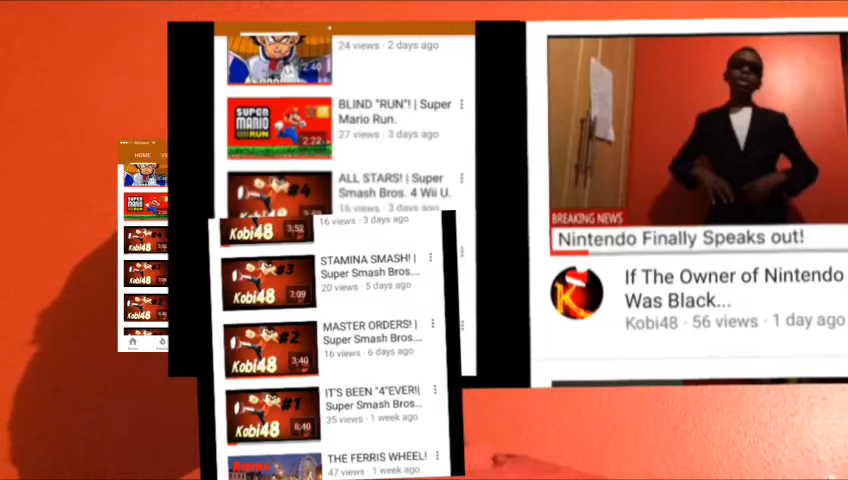 24 views · 2 days ago
2:40
BLIND "RUN"! | Super
Mario Run.
27 views · 3 days ago
SUPER
MARIO
RUN
2:22
ALL STARS! | Super
Smash Bros. 4 Wii U.
16 views · 3 days ago
#4
HOME
16 views · 3 days ago
Kobi48
3:52
STAMINA SMASH! |
Super Smash Bros....
20 views · 5 days ago
#3
Kobi48
7:09
MASTER ORDERS! |
Super Smash Bros....
16 views · 6 days ago
#2
Kobi48
3:40
IT'S BEEN "4"EVER!|
Super Smash Bros...
35 views · 1 week ago
#1
Kobi48
8:40
THE FERRIS WHEEL!
47 views · 1 week ago
BREAKING NEWS
Nintendo Finally Speaks out!
K
If The Owner of Nintendo
Was Black...
Kobi48 · 56 views · 1 day ago